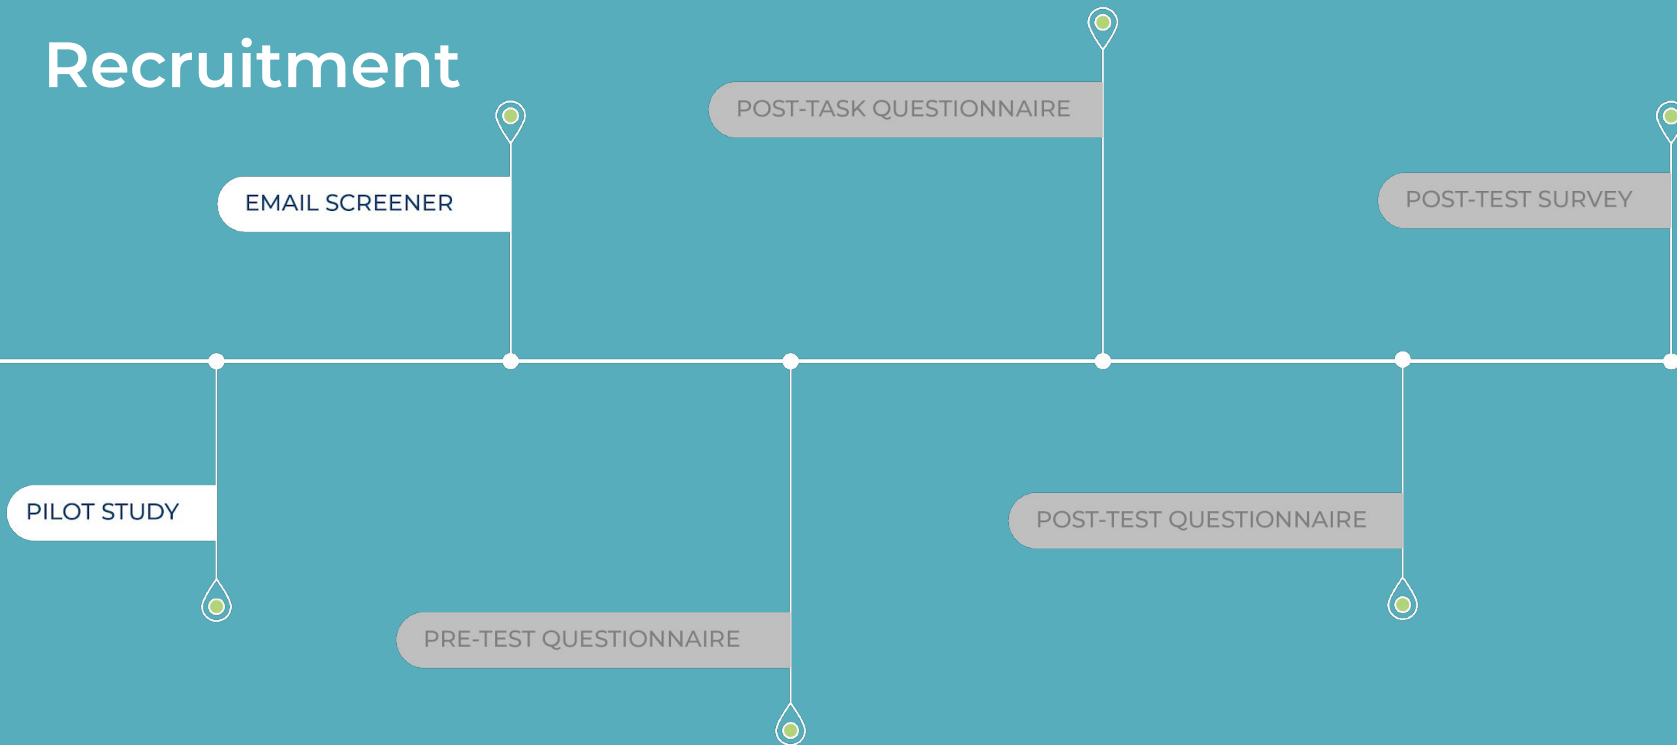 Recruitment
POST-TASK QUESTIONNAIRE
EMAIL SCREENER
POST-TEST SURVEY
PILOT STUDY
POST-TEST QUESTIONNAIRE
PRE-TEST QUESTIONNAIRE